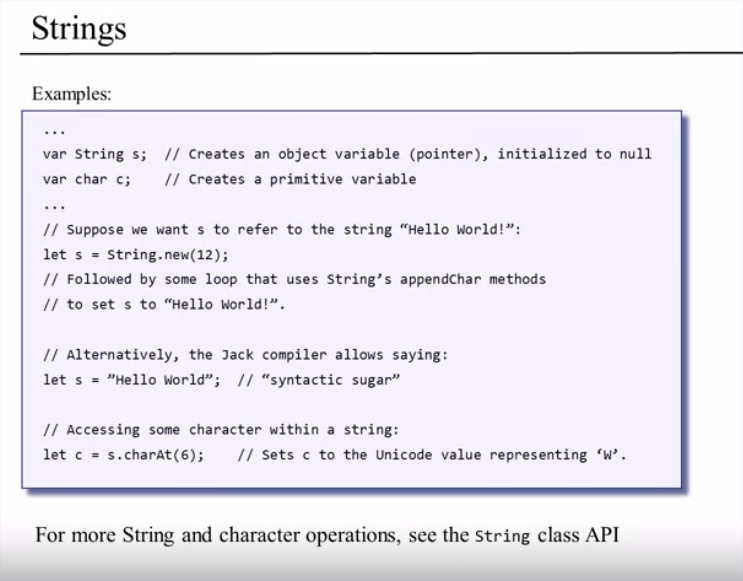 Strings
Examples:
...
var String s;  // Creates an object variable (pointer), initialized to null
var char c;    // Creates a primitive variable
...
// Suppose we want s to refer to the string “Hello World!”:
let s = String.new(12);
// Followed by some loop that uses String’s appendChar methods
// to set s to “Hello World!”.
// Alternatively, the Jack compiler allows saying:
let s = ”Hello World”;  // “syntactic sugar”
// Accessing some character within a string:
let c = s.charAt(6);    // Sets c to the Unicode value representing ‘W’.
For more String and character operations, see the String class API